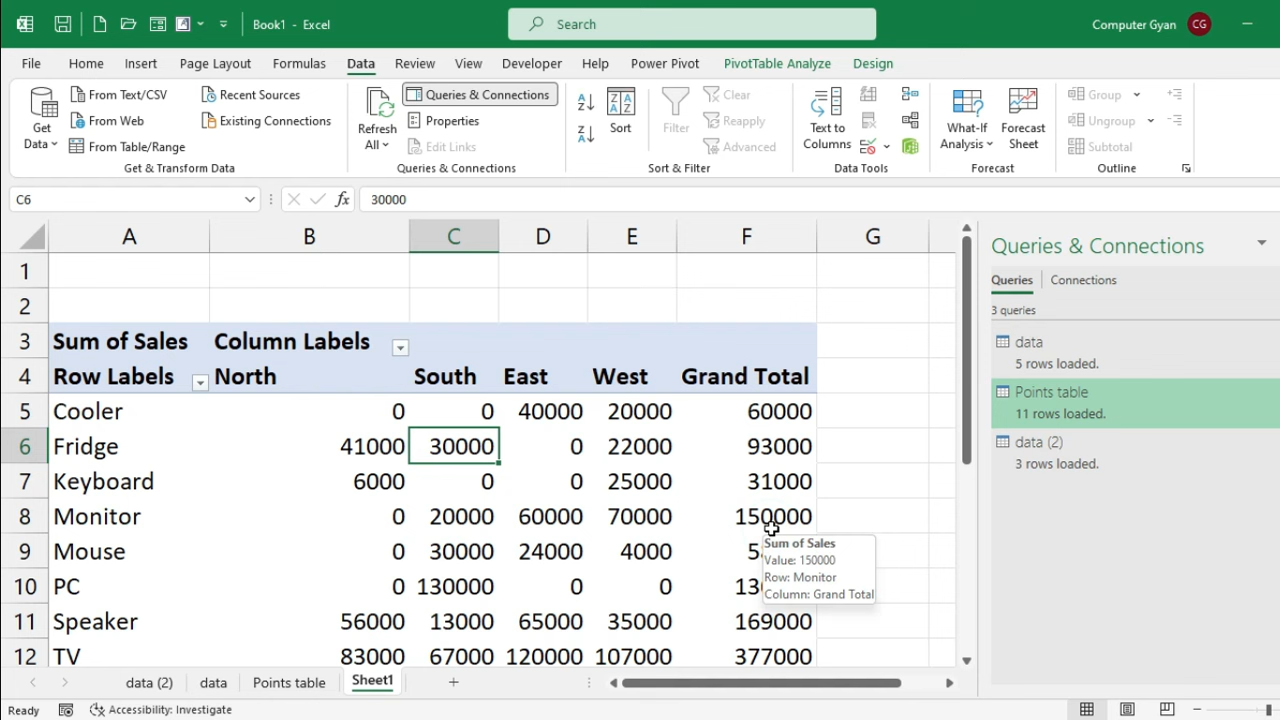 Book1 - Excel
Search
Computer Gyan CG
File Home Insert Page Layout Formulas Data Review View Developer Help Power Pivot PivotTable Analyze Design
Get Data
From Text/CSV
From Web
From Table/Range
Recent Sources
Existing Connections
Get & Transform Data
Refresh All
Queries & Connections
Properties
Edit Links
Queries & Connections
Sort
Filter
Clear
Reapply
Advanced
Sort & Filter
Text to Columns
Data Tools
What-If Analysis
Forecast Sheet
Forecast
Group
Ungroup
Subtotal
Outline
C6 fx 30000
A B C D E F G
1
2
3 Sum of Sales Column Labels
4 Row Labels North South East West Grand Total
5 Cooler 0 0 40000 20000 60000
6 Fridge 41000 30000 0 22000 93000
7 Keyboard 6000 0 0 25000 31000
8 Monitor 0 20000 60000 70000 150000
9 Mouse 0 30000 24000 4000
10 PC 0 130000 0 0
11 Speaker 56000 13000 65000 35000 169000
12 TV 83000 67000 120000 107000 377000
Sum of Sales
Value: 150000
Row: Monitor
Column: Grand Total
Queries & Connections
Queries Connections
3 queries
data
5 rows loaded.
Points table
11 rows loaded.
data (2)
3 rows loaded.
data (2) data Points table Sheet1
Ready Accessibility: Investigate